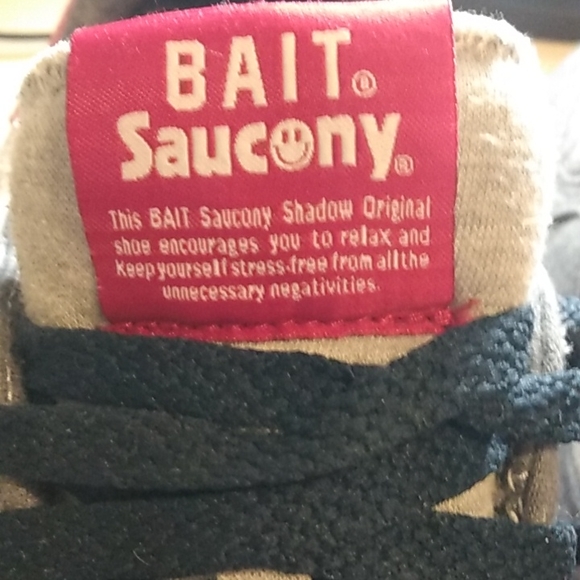 BAIT®
Saucony®
This BAIT Saucony Shadow Original
shoe encourages you to relax and
keep yourself stress-free from all the
unnecessary negativities.